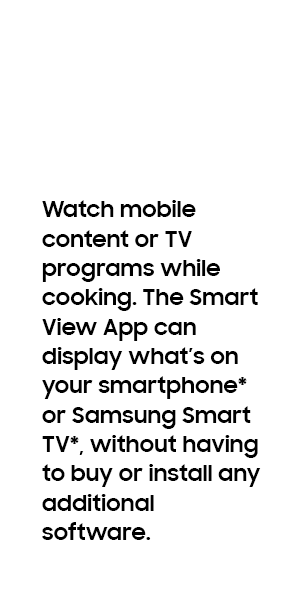 Watch mobile
content or TV
programs while
cooking. The Smart
View App can
display what's on
your smartphone*
or Samsung Smart
TV*, without having
to buy or install any
additional
software.